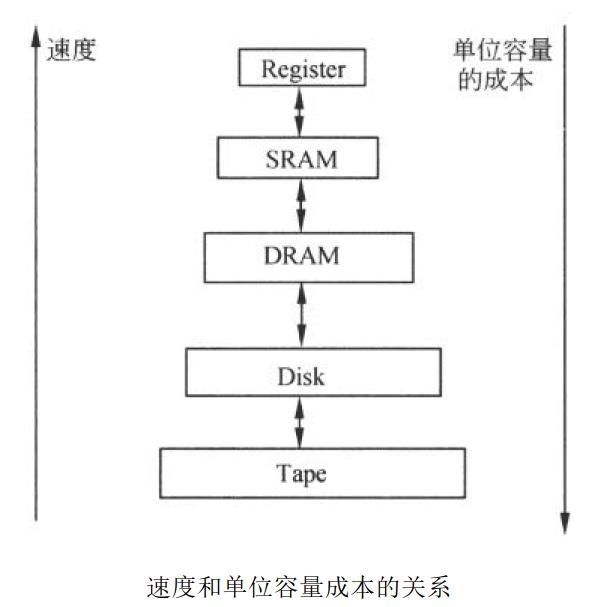 速度
单位容量
的成本
Register
SRAM
DRAM
Disk
Tape
速度和单位容量成本的关系